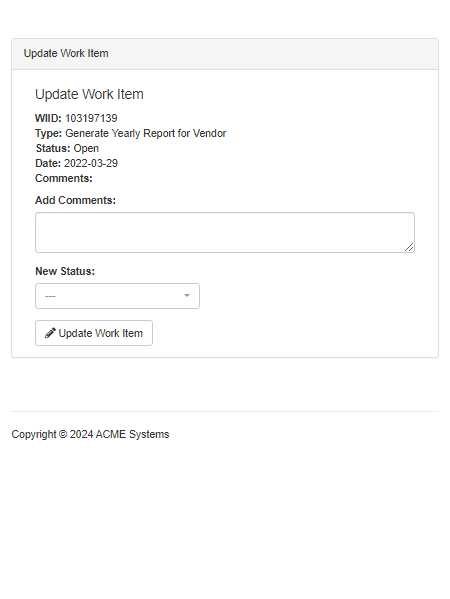 Update Work Item
Update Work Item
WIID: 103197139
Type: Generate Yearly Report for Vendor
Status: Open
Date: 2022-03-29
Comments:
Add Comments:
New Status:
---
Update Work Item
Copyright © 2024 ACME Systems